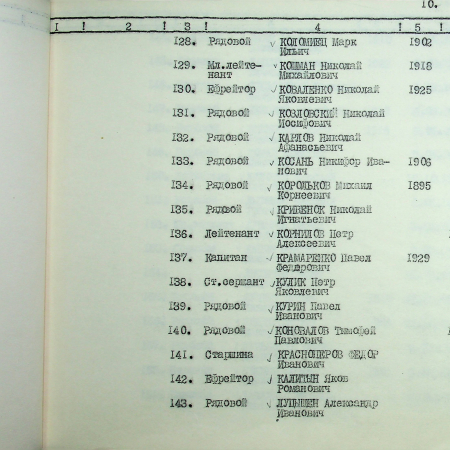 10.
I ! 2 ! 3 ! 4 ! 5 !
128. Рядовой КОЛОМИЕЦ Марк 1902
Ильич
129. Мл.лейте- КОШМАН Николай 1918
нант Михайлович
130. Ефрейтор КОВАЛЕНКО Николай 1925
Яковлевич
131. Рядовой КОЗЛОВСКИЙ Николай
Иосифович
132. Рядовой КАРПОВ Николай
Афанасьевич
133. Рядовой КОСАНЬ Никифор Ива- 1906
нович
134. Рядовой КОРОЛЬКОВ Михаил 1895
Корнеевич
135. Рядовой КРИВЕНОК Николай
Игнатьевич
136. Лейтенант КОРНИЛОВ Петр
Алексеевич
137. Капитан КРАМАРЕНКО Павел 1929
Федорович
138. Ст.сержант КУЛИК Петр
Яковлевич
139. Рядовой КУРИН Павел
Иванович
140. Рядовой КОНОВАЛОВ Тимофей
Павлович
141. Старшина КРАСНОПЕРОВ ФЕДОР
Иванович
142. Ефрейтор КАЛИТЫН Яков
Романович
143. Рядовой Александр
Иванович